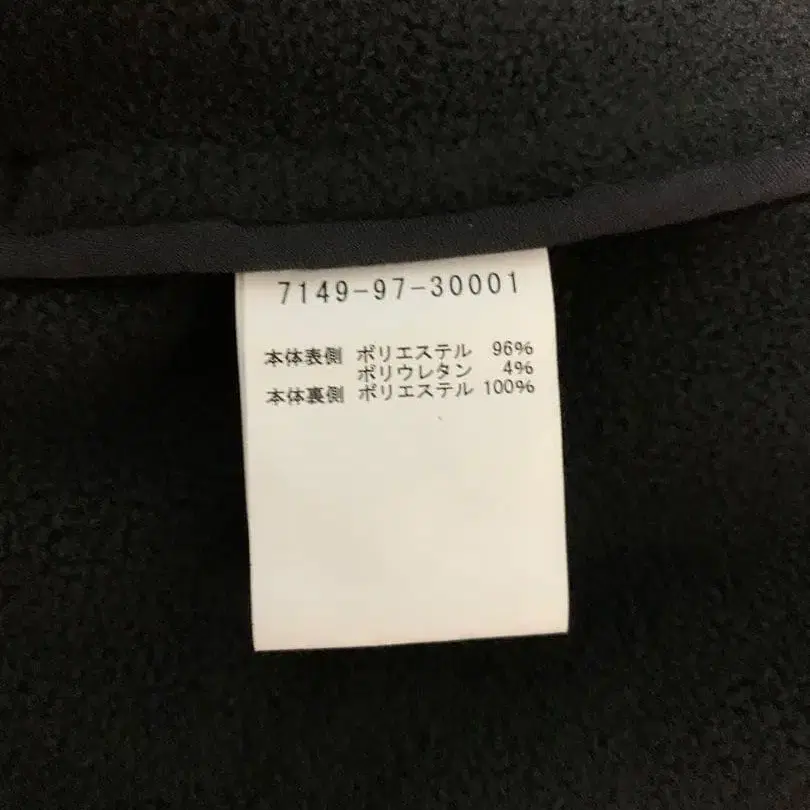 7149-97-30001
本体表側 ポリエステル 96%
ポリウレタン 4%
本体裏側 ポリエステル 100%